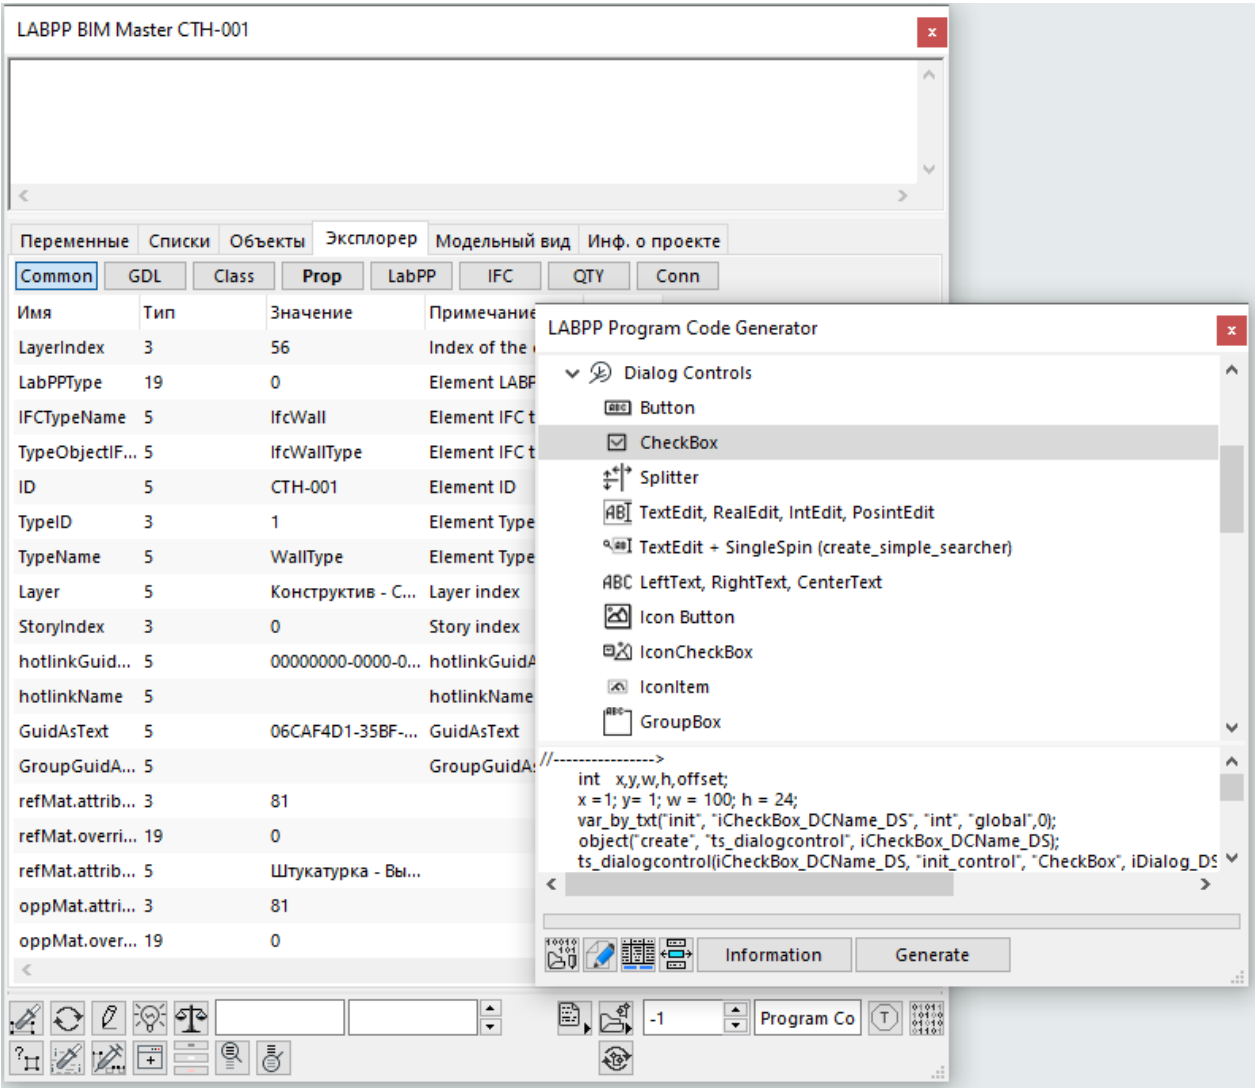 LABPP BIM Master CTH-001
x
Переменные Списки Объекты Эксплорер Модельный вид Инф. о проекте
Common GDL Class Prop LabPP IFC QTY Conn
Имя Тип Значение Примечание
LayerIndex 3 56 Index of the
LabPPType 19 0 Element LABP
IFCTypeName 5 IfcWall Element IFC t
TypeObjectIF... 5 IfcWallType Element IFC t
ID 5 CTH-001 Element ID
TypeID 3 1 Element Type
TypeName 5 WallType Element Type
Layer 5 Конструктив - С... Layer index
StoryIndex 3 0 Story index
hotlinkGuid... 5 00000000-0000-0... hotlinkGuidA
hotlinkName 5 hotlinkName
GuidAsText 5 06CAF4D1-35BF-... GuidAsText
GroupGuidA... 5 GroupGuidA
refMat.attrib... 3 81
refMat.overri... 19 0
refMat.attrib... 5 Штукатурка - Вы...
oppMat.attri... 3 81
oppMat.over... 19 0
-1 Program Co T
LABPP Program Code Generator
x
Dialog Controls
Button
CheckBox
Splitter
ABI TextEdit, RealEdit, IntEdit, PosintEdit
TextEdit + SingleSpin (create_simple_searcher)
ABC LeftText, RightText, CenterText
Icon Button
IconCheckBox
IconItem
GroupBox
//---------------->
int x,y,w,h,offset;
x =1; y= 1; w = 100; h = 24;
var_by_txt("init", "iCheckBox_DCName_DS", "int", "global",0);
object("create", "ts_dialogcontrol", iCheckBox_DCName_DS);
ts_dialogcontrol(iCheckBox_DCName_DS, "init_control", "CheckBox", iDialog_DS
Information Generate